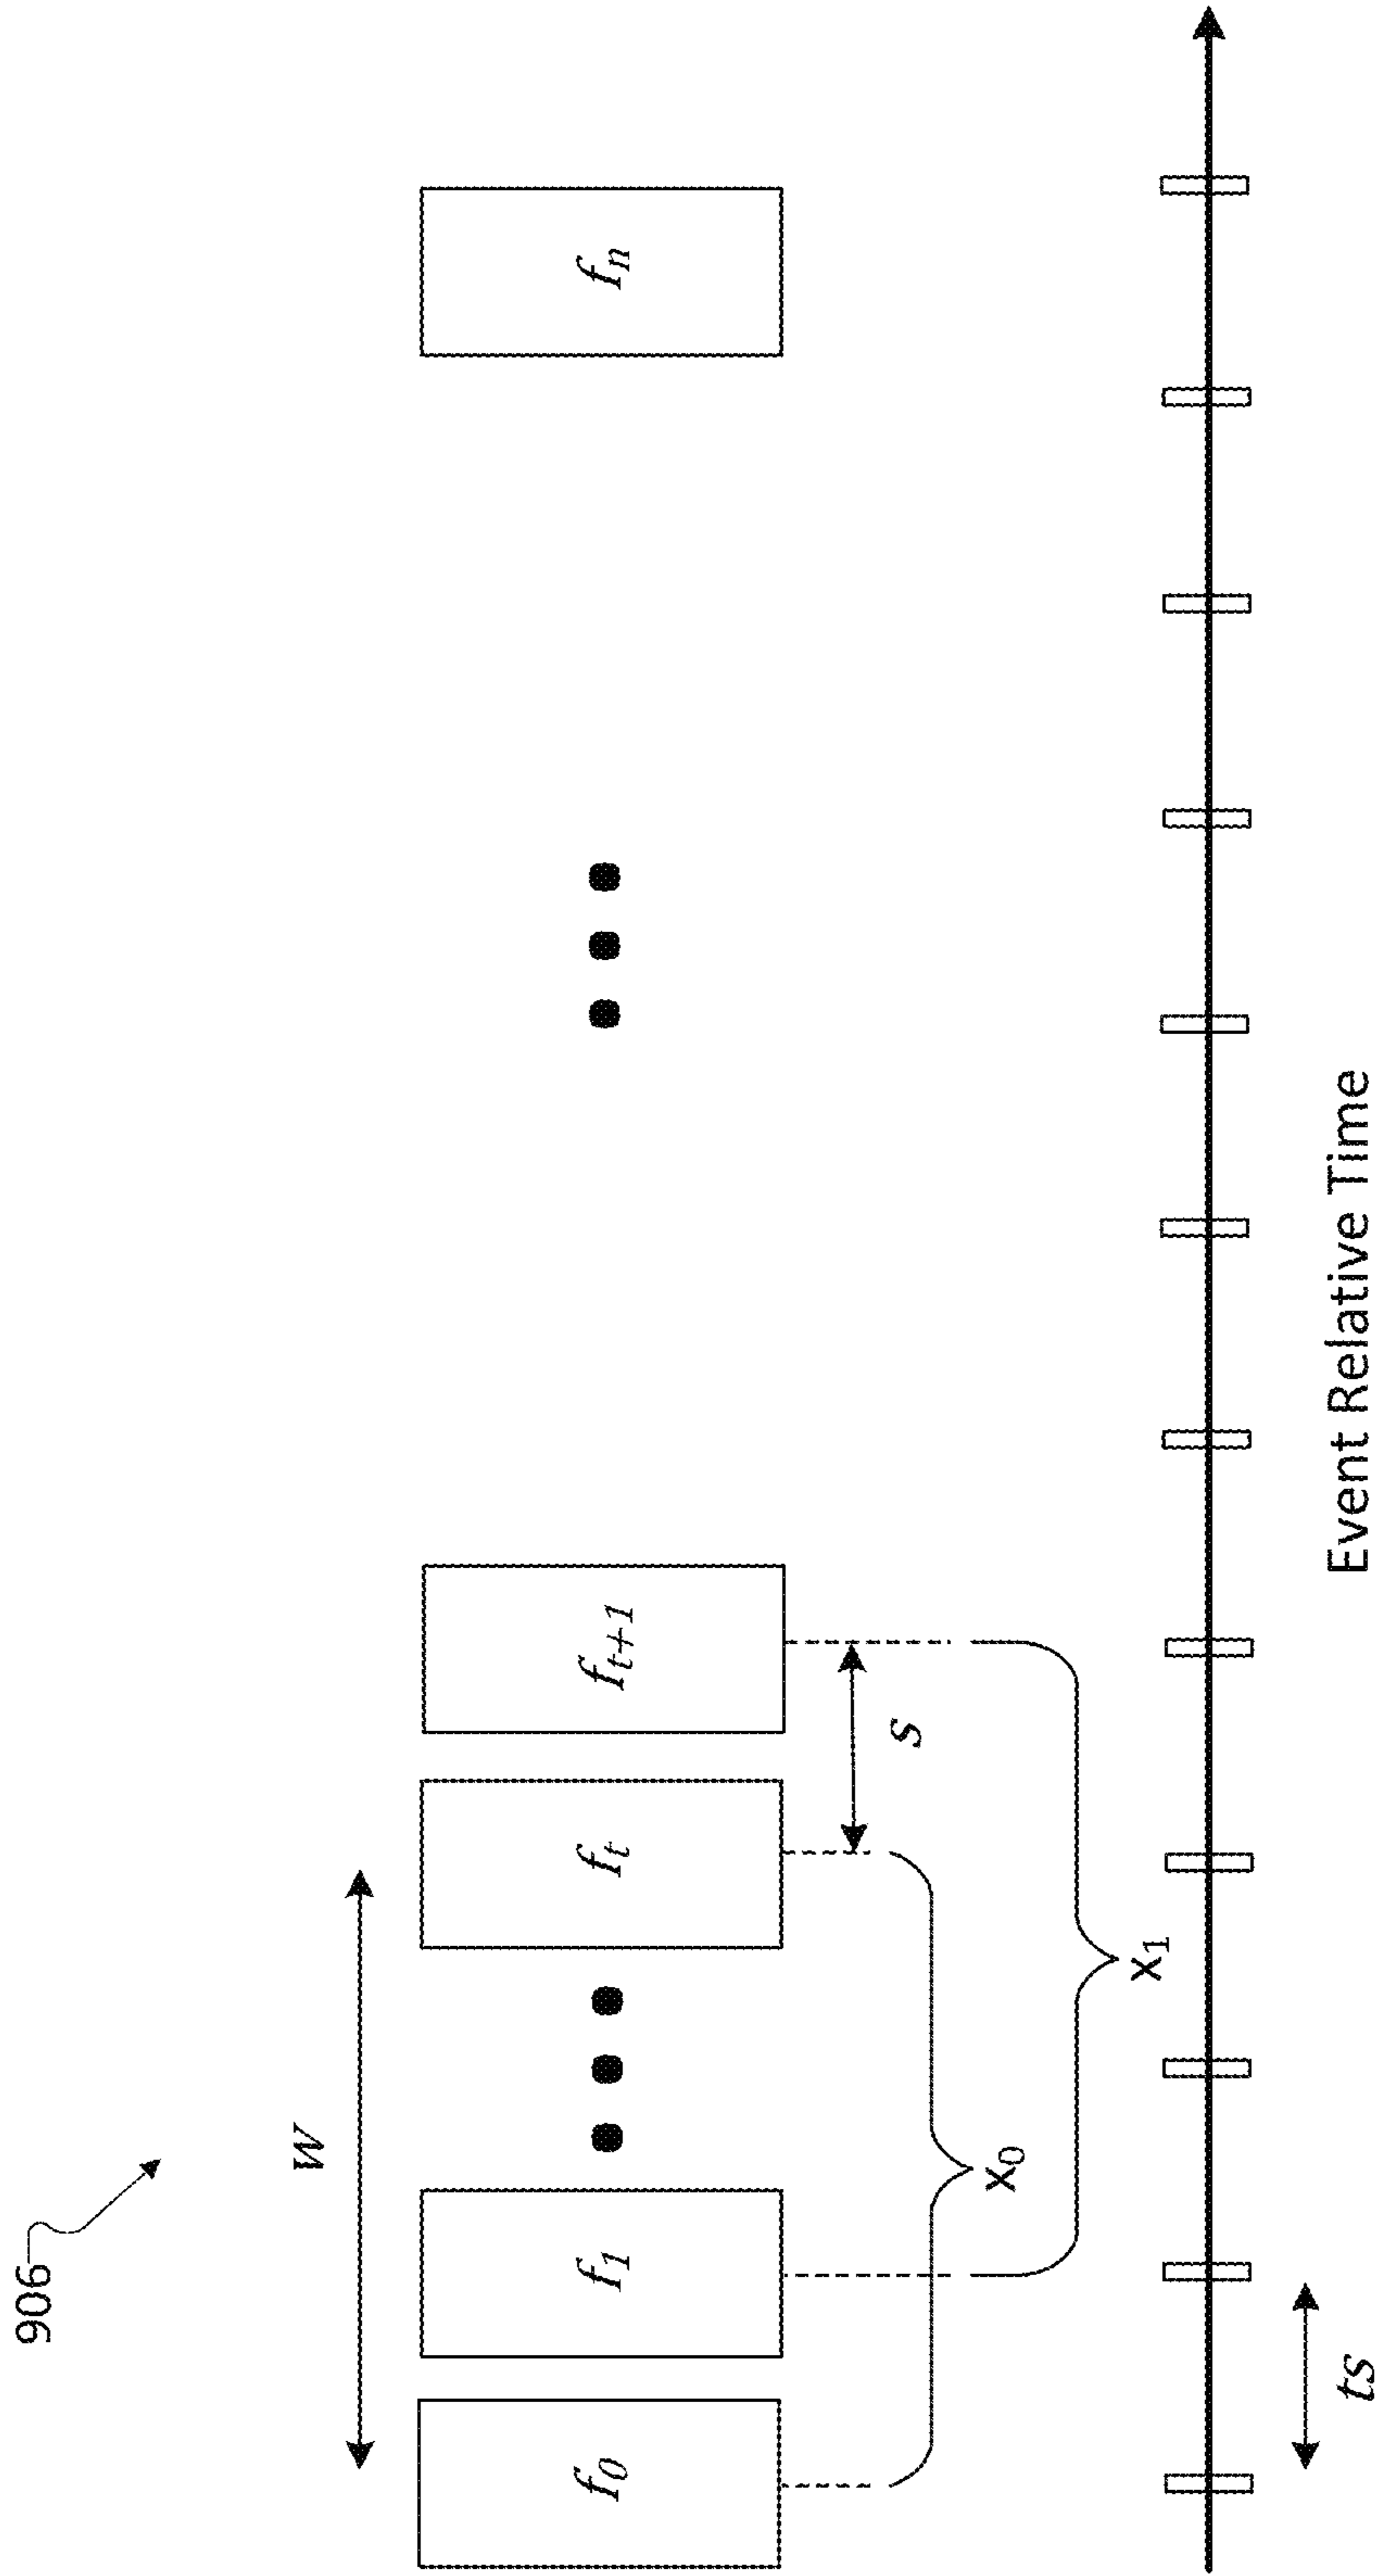 906
w
f₀ f₁ fₜ fₜ₊₁ fₙ
s
x₀
x₁
ts
Event Relative Time